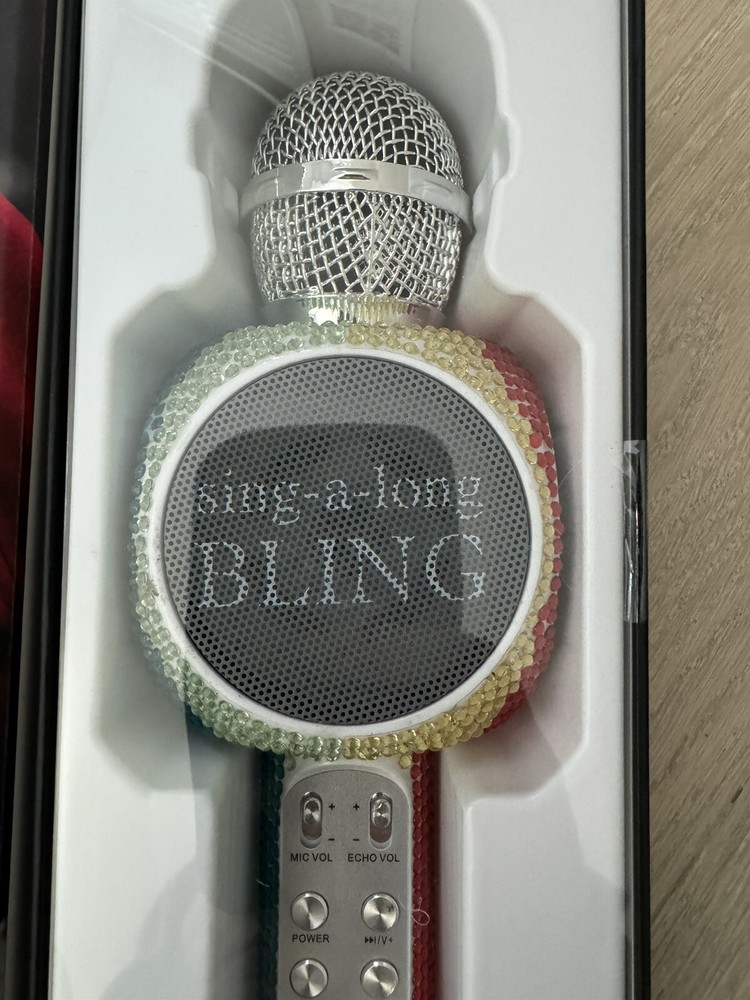 sing-a-long
BLING
+ +
- -
MIC VOL ECHO VOL
POWER ⏭/V+